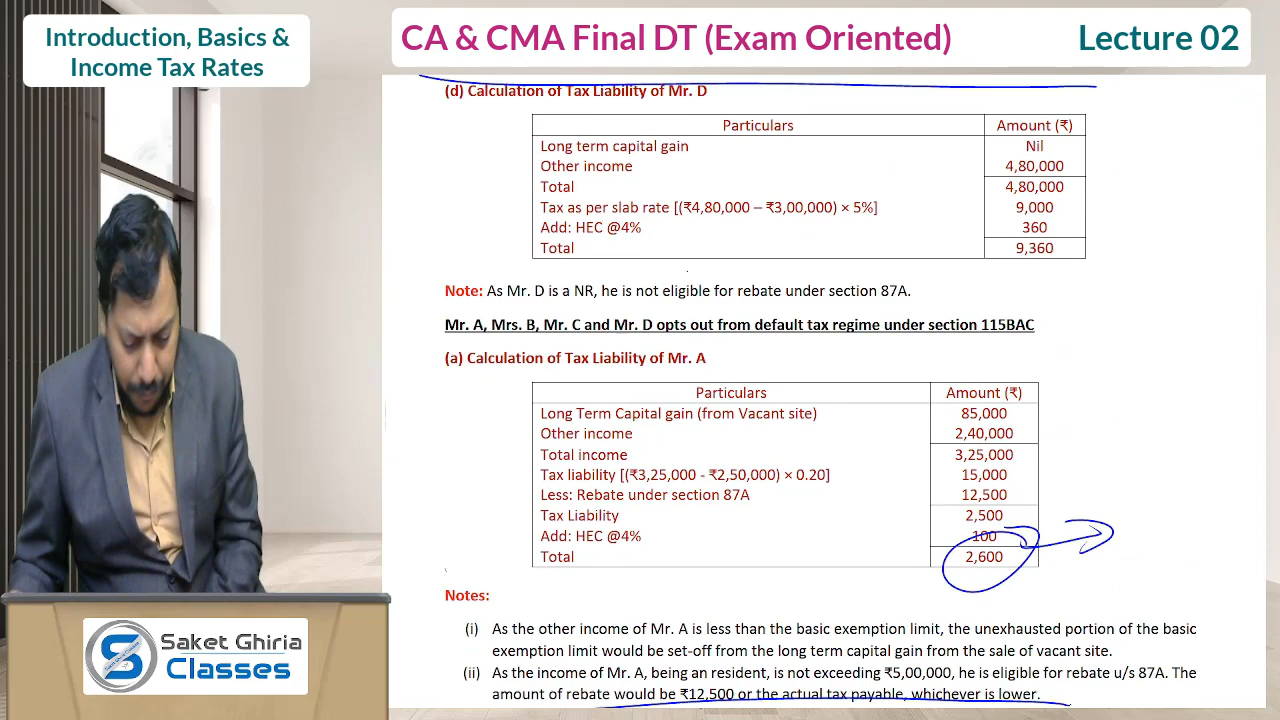 Introduction, Basics &
Income Tax Rates
CA & CMA Final DT (Exam Oriented)
Lecture 02
(d) Calculation of Tax Liability of Mr. D
Particulars Amount (₹)
Long term capital gain Nil
Other income 4,80,000
Total 4,80,000
Tax as per slab rate [(₹4,80,000 – ₹3,00,000) × 5%] 9,000
Add: HEC @4% 360
Total 9,360
Note: As Mr. D is a NR, he is not eligible for rebate under section 87A.
Mr. A, Mrs. B, Mr. C and Mr. D opts out from default tax regime under section 115BAC
(a) Calculation of Tax Liability of Mr. A
Particulars Amount (₹)
Long Term Capital gain (from Vacant site) 85,000
Other income 2,40,000
Total income 3,25,000
Tax liability [(₹3,25,000 - ₹2,50,000) × 0.20] 15,000
Less: Rebate under section 87A 12,500
Tax Liability 2,500
Add: HEC @4% 100
Total 2,600
Notes:
(i) As the other income of Mr. A is less than the basic exemption limit, the unexhausted portion of the basic
exemption limit would be set-off from the long term capital gain from the sale of vacant site.
(ii) As the income of Mr. A, being an resident, is not exceeding ₹5,00,000, he is eligible for rebate u/s 87A. The
amount of rebate would be ₹12,500 or the actual tax payable, whichever is lower.
Saket Ghiria
Classes